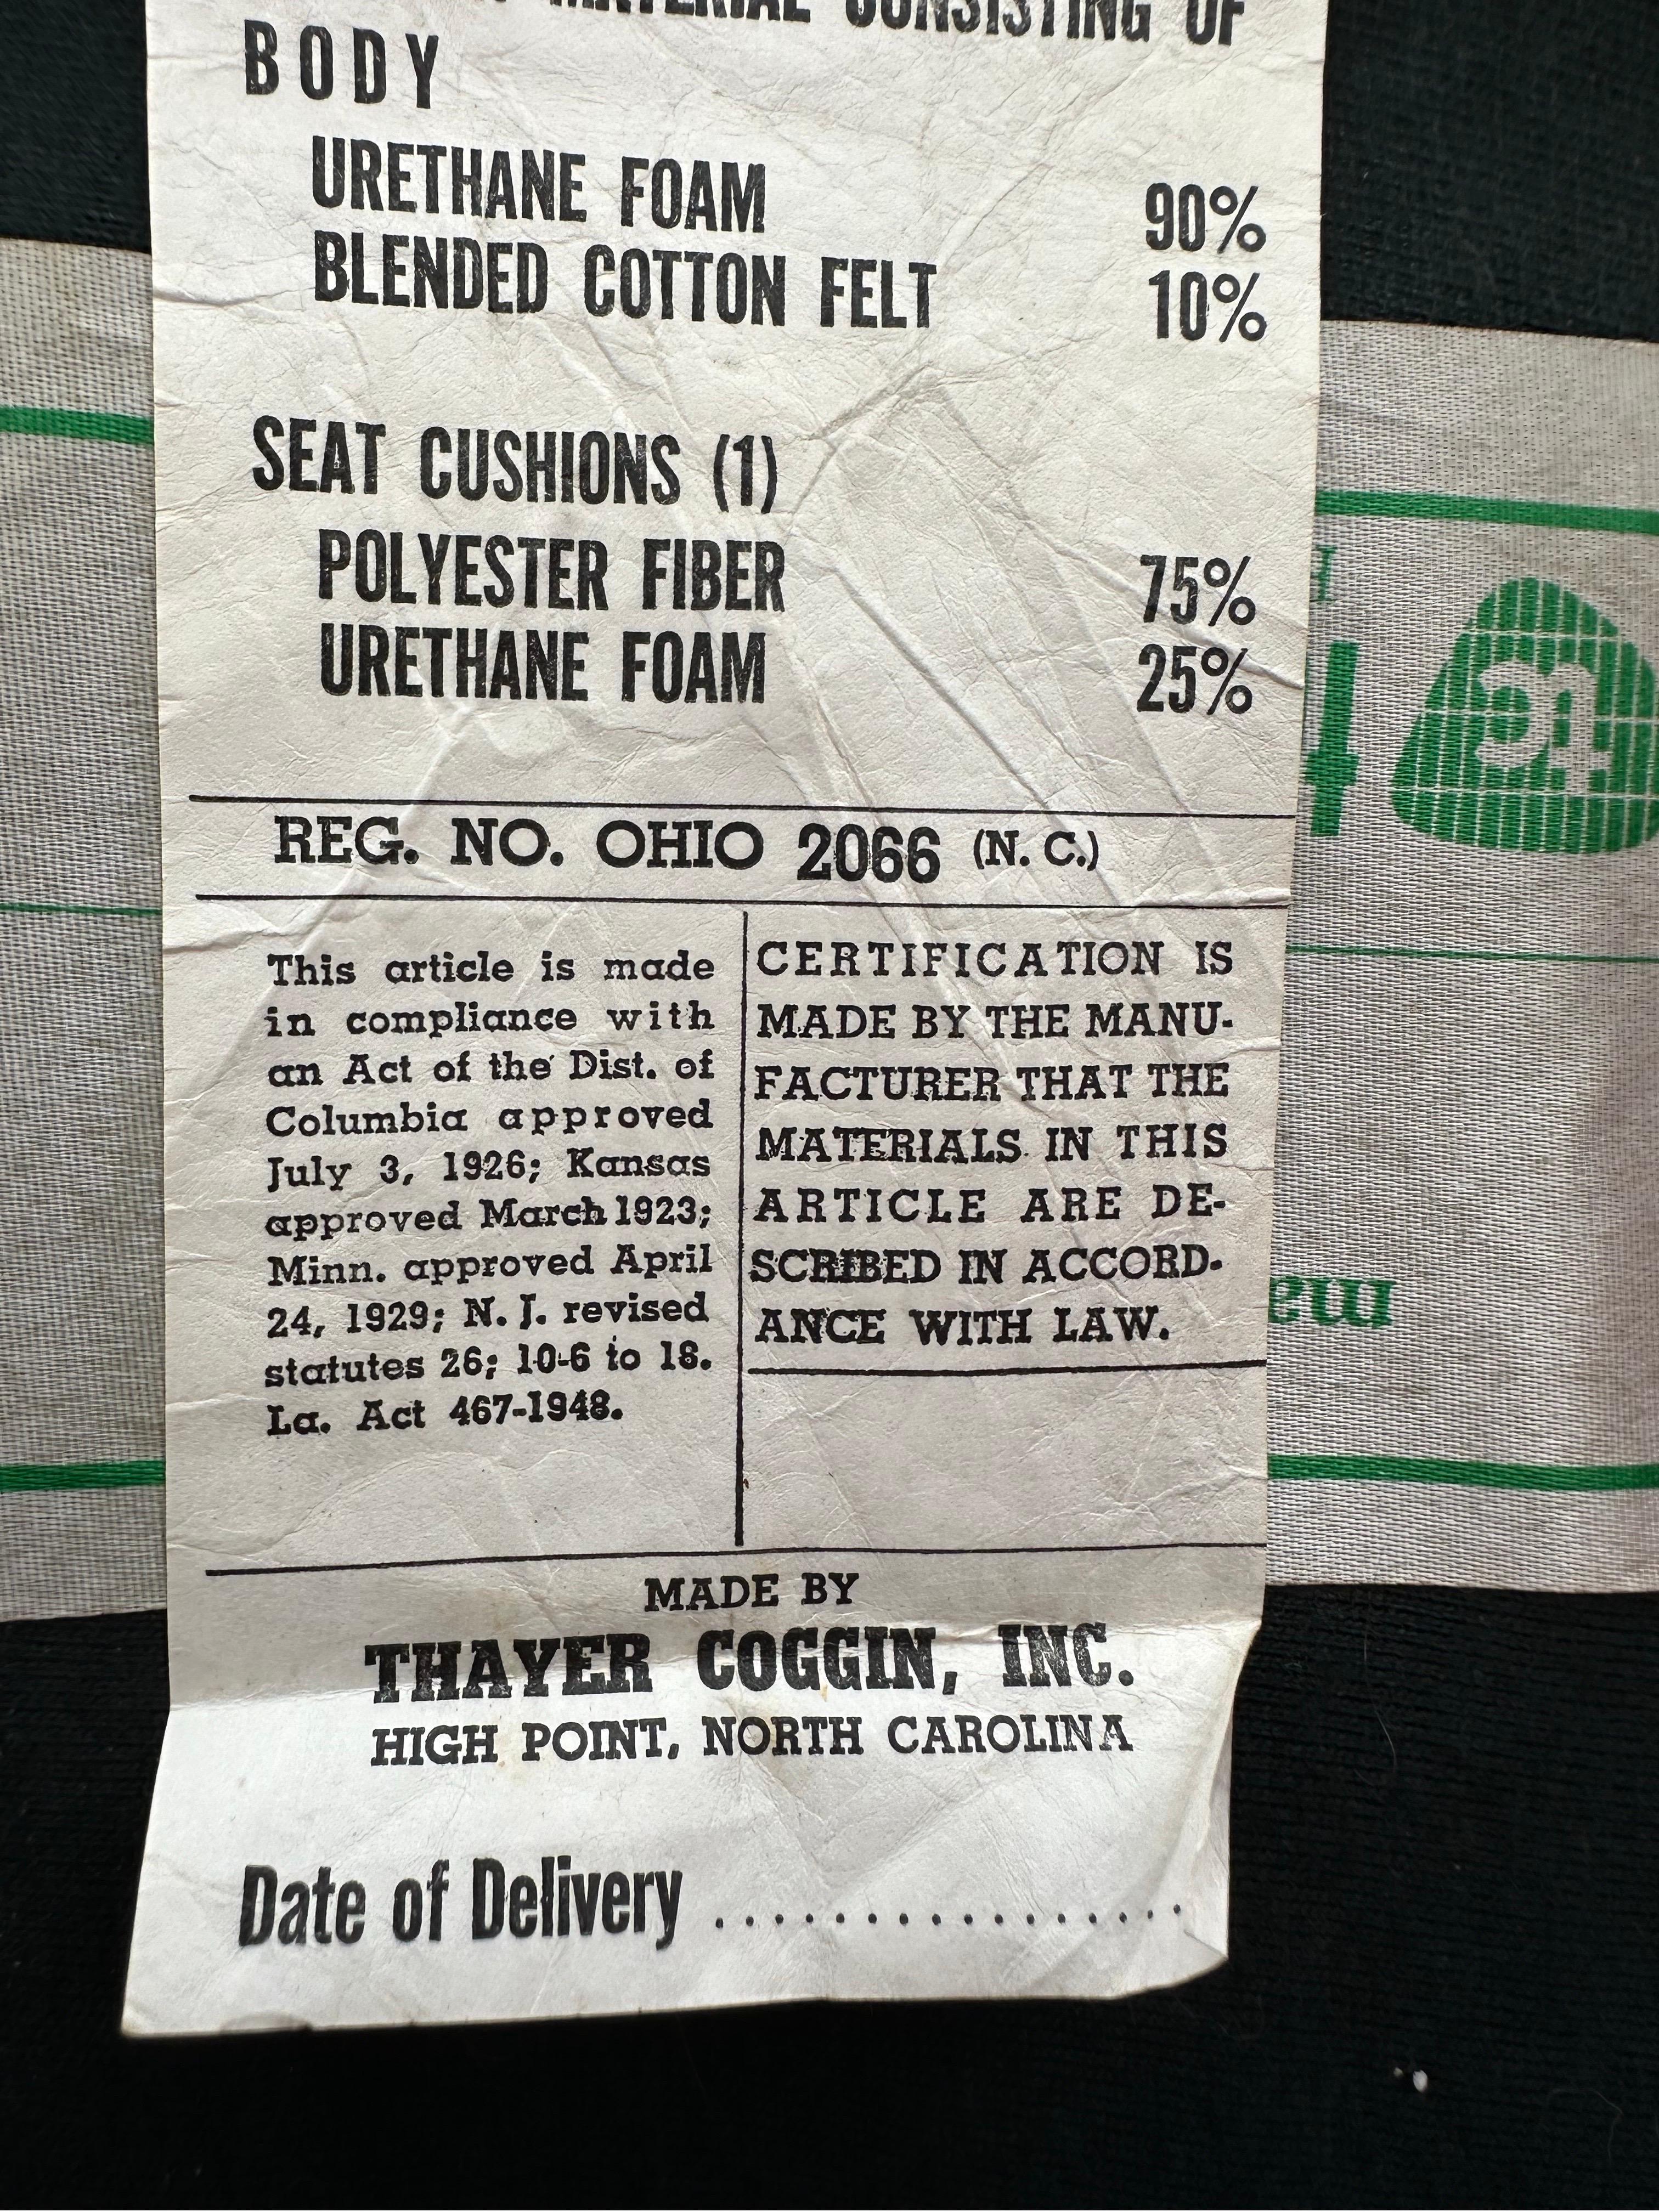 MATERIAL CONSISTING OF
BODY
URETHANE FOAM 90%
BLENDED COTTON FELT 10%
SEAT CUSHIONS (1)
POLYESTER FIBER 75%
URETHANE FOAM 25%
REG. NO. OHIO 2066 (N. C.)
This article is made
in compliance with
an Act of the Dist. of
Columbia approved
July 3, 1926; Kansas
approved March 1923;
Minn. approved April
24, 1929; N. J. revised
statutes 26; 10-6 to 18.
La. Act 467-1948.
CERTIFICATION IS
MADE BY THE MANU-
FACTURER THAT THE
MATERIALS IN THIS
ARTICLE ARE DE-
SCRIBED IN ACCORD-
ANCE WITH LAW.
MADE BY
THAYER COGGIN, INC.
HIGH POINT, NORTH CAROLINA
Date of Delivery ..................
tc